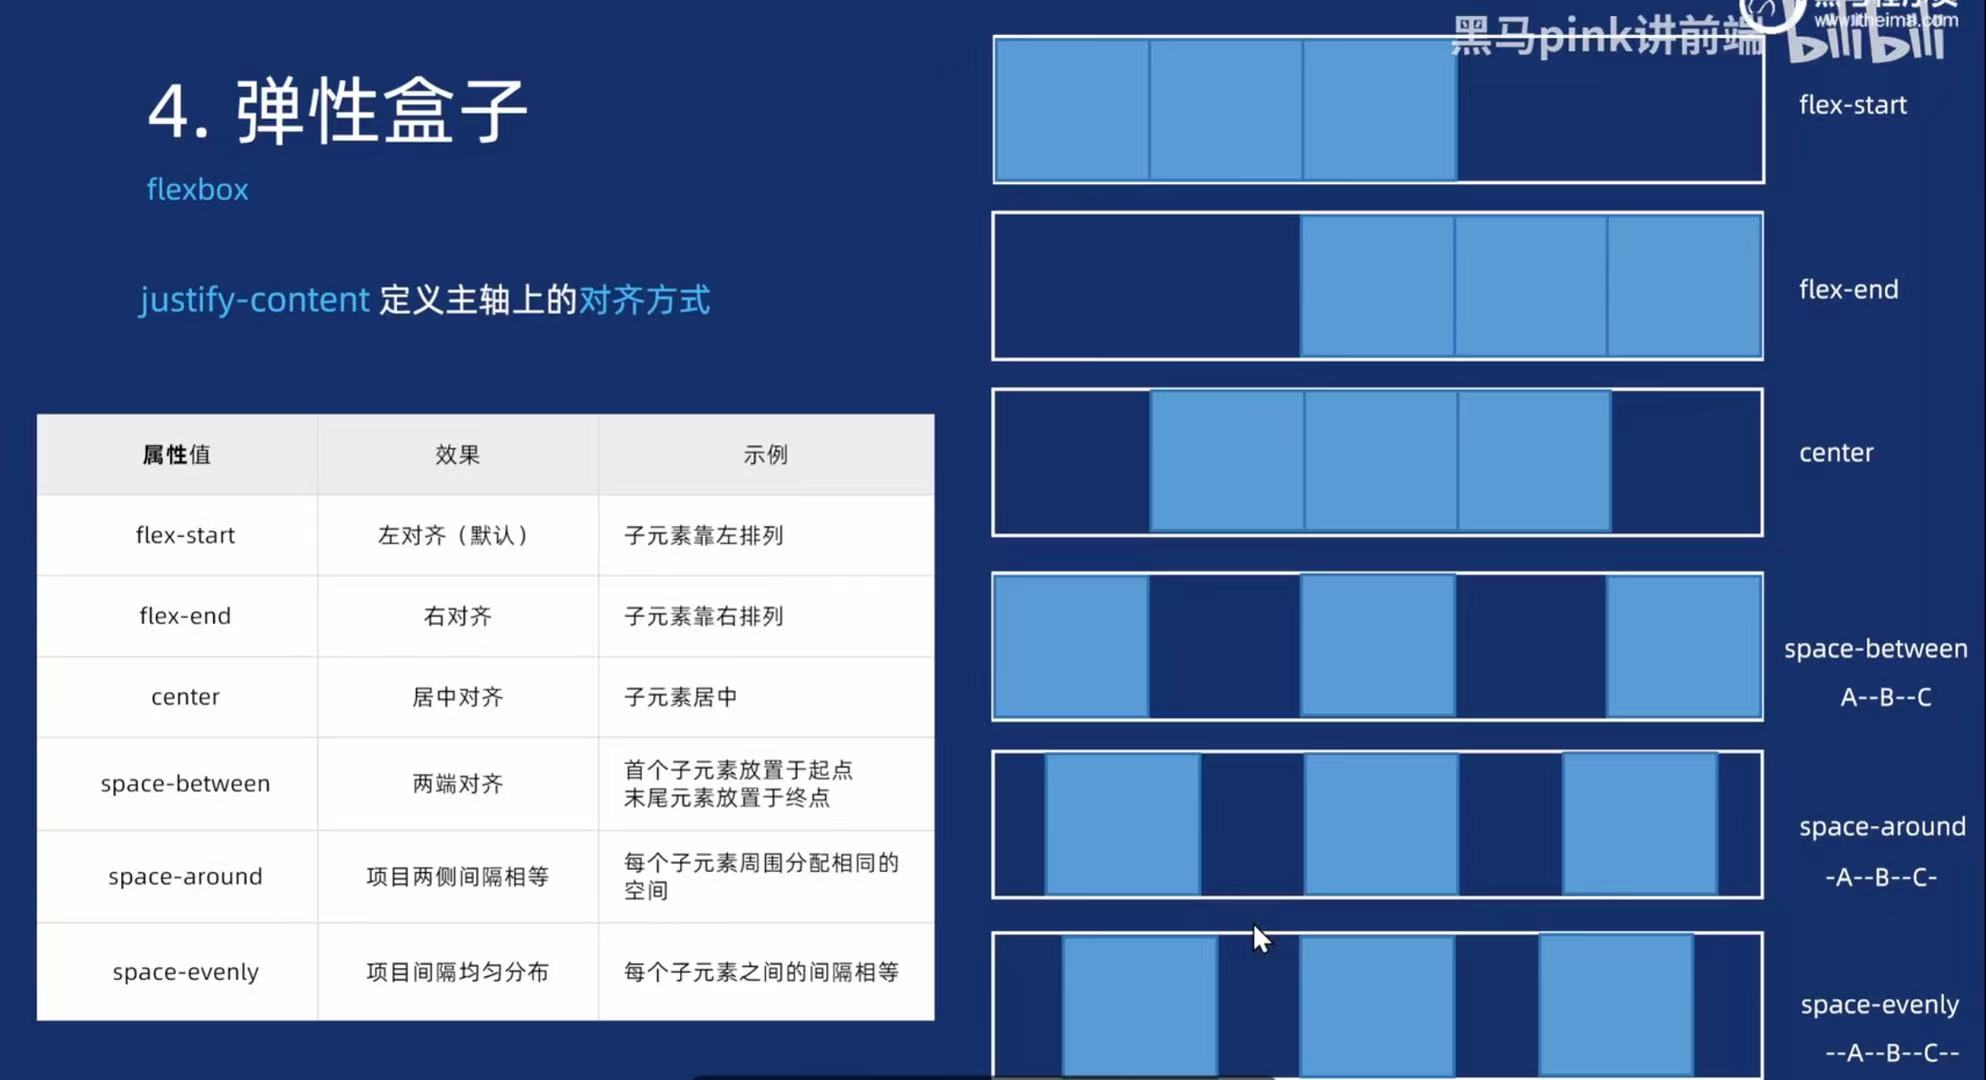 4. 弹性盒子
flexbox
justify-content 定义主轴上的对齐方式
属性值 效果 示例
flex-start 左对齐（默认） 子元素靠左排列
flex-end 右对齐 子元素靠右排列
center 居中对齐 子元素居中
space-between 两端对齐 首个子元素放置于起点
末尾元素放置于终点
space-around 项目两侧间隔相等 每个子元素周围分配相同的
空间
space-evenly 项目间隔均匀分布 每个子元素之间的间隔相等
www.itheima.com
黑马pink讲前端
bilibili
flex-start
flex-end
center
space-between
A--B--C
space-around
-A--B--C-
space-evenly
--A--B--C--